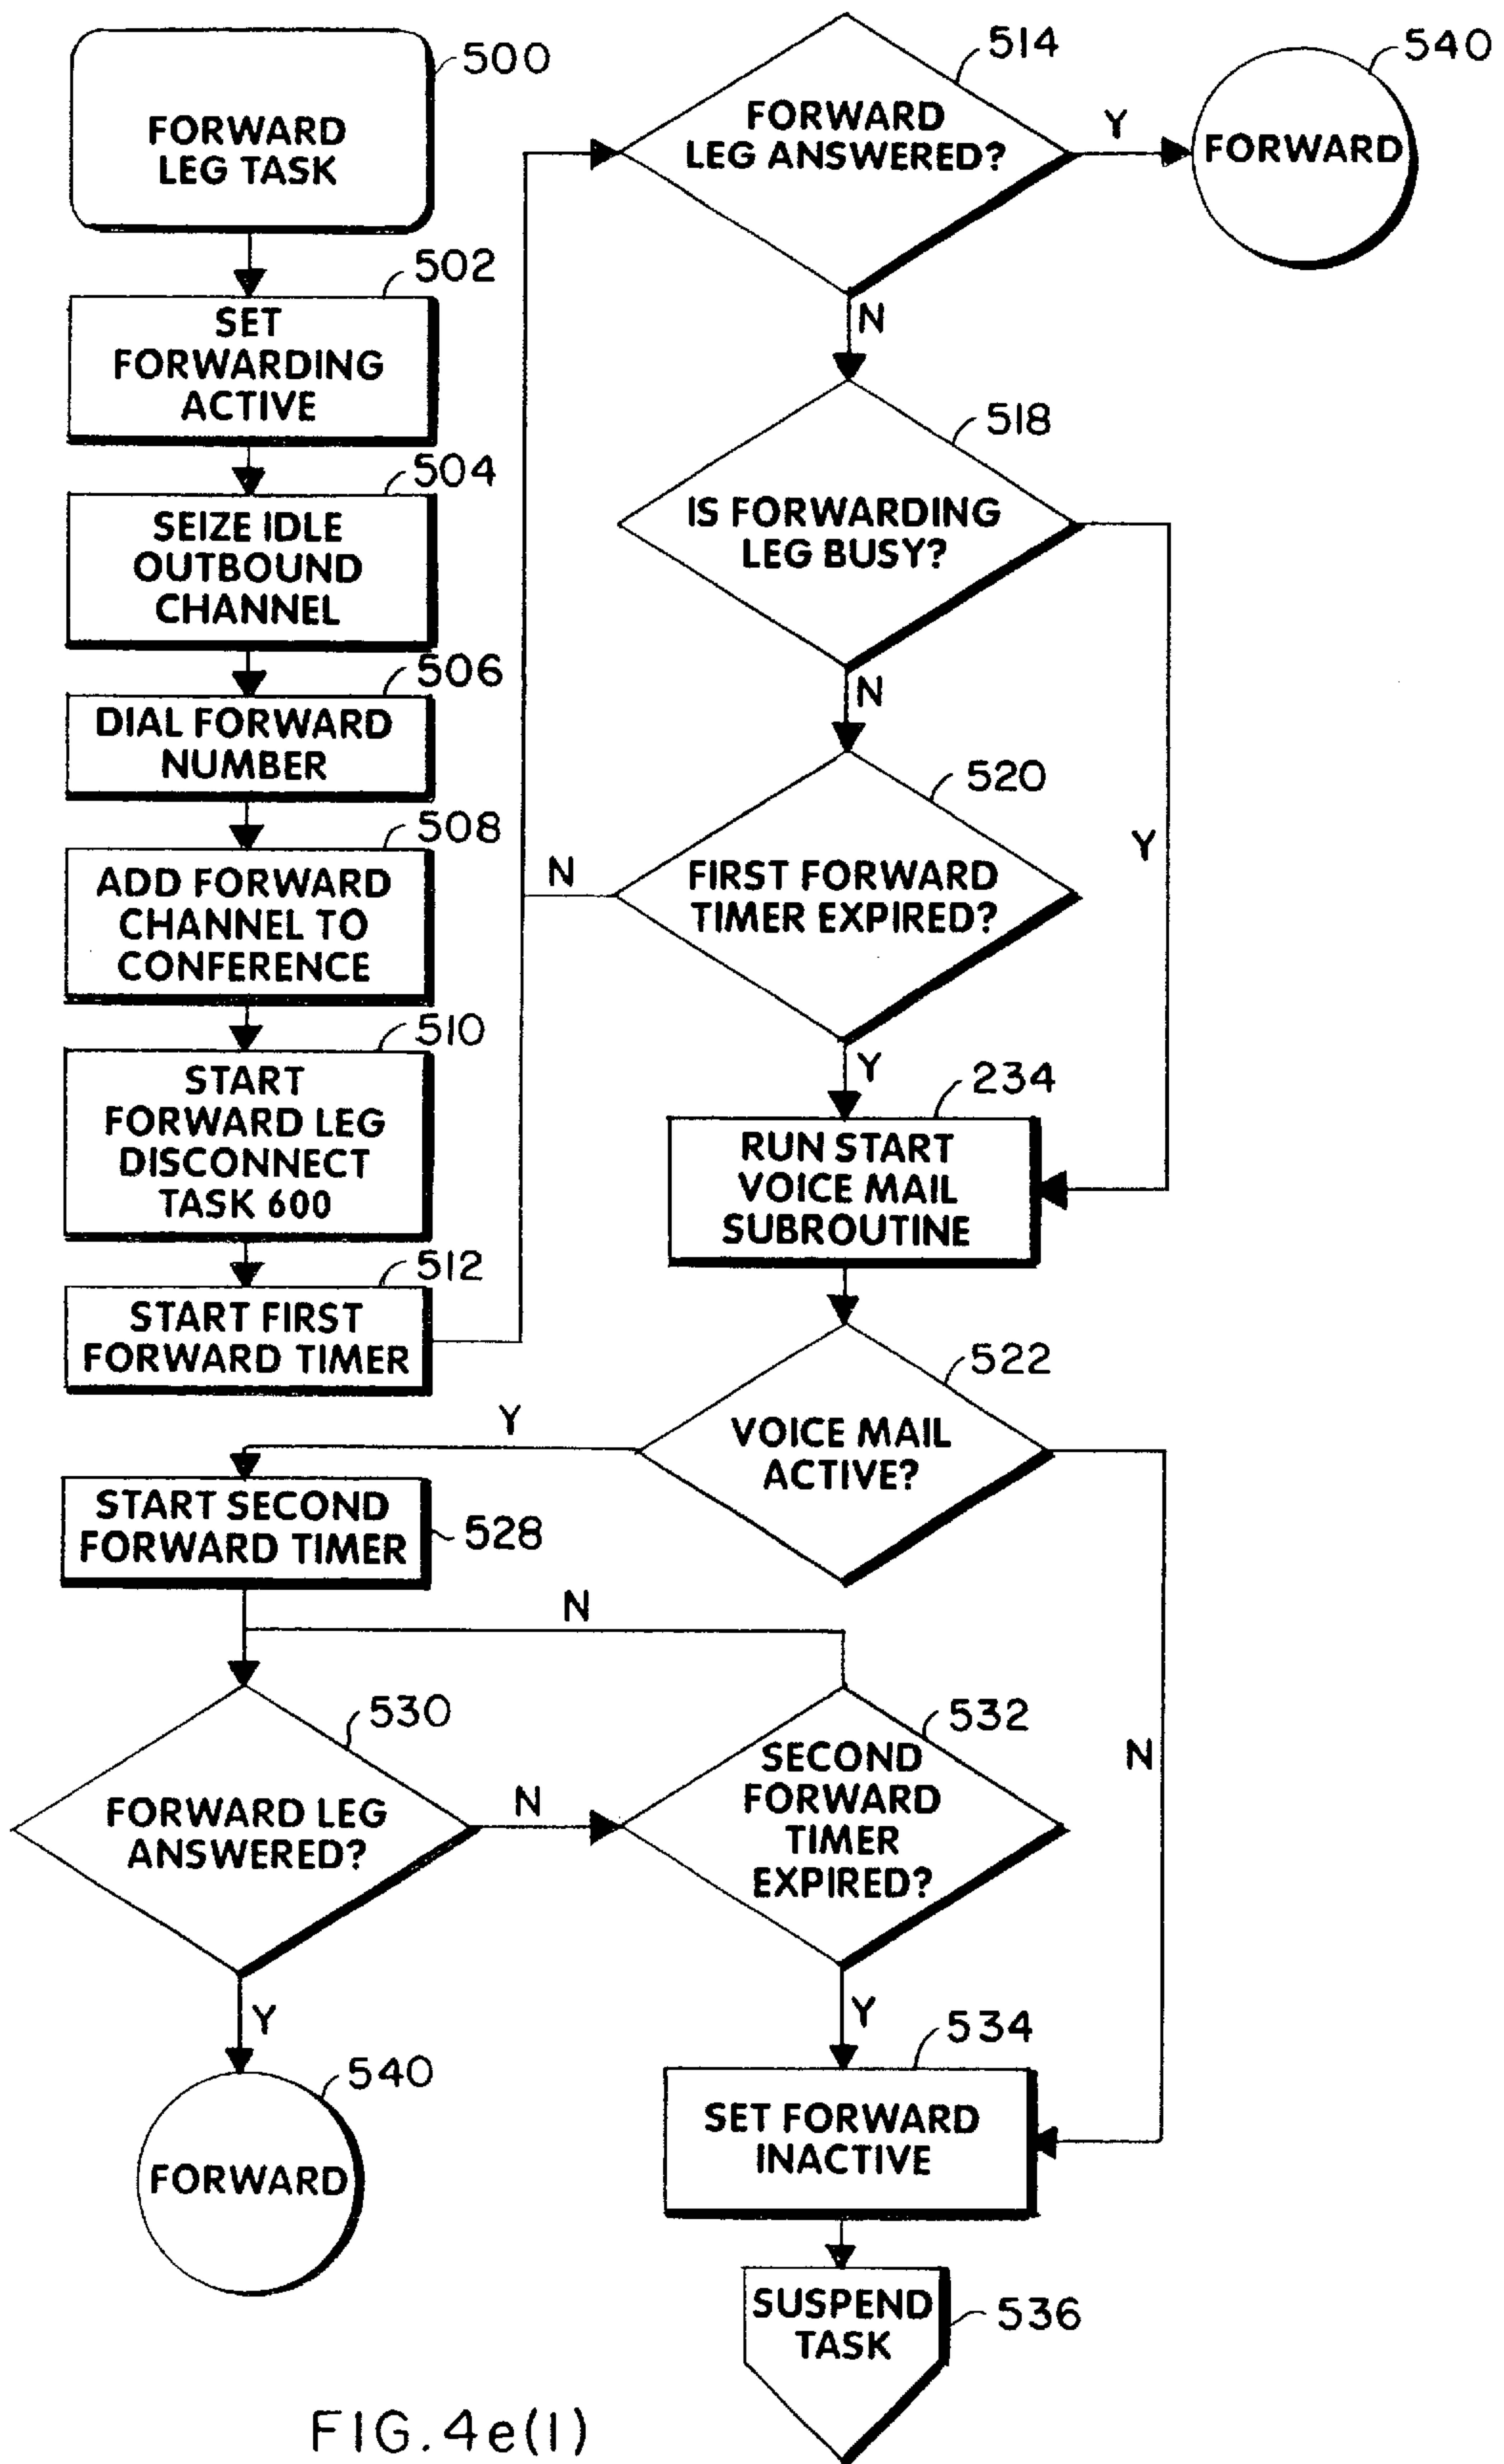 500
FORWARD
LEG TASK
502
SET
FORWARDING
ACTIVE
504
SEIZE IDLE
OUTBOUND
CHANNEL
506
DIAL FORWARD
NUMBER
508
ADD FORWARD
CHANNEL TO
CONFERENCE
510
START
FORWARD LEG
DISCONNECT
TASK 600
512
START FIRST
FORWARD TIMER
514
FORWARD
LEG ANSWERED?
Y
540
FORWARD
N
518
IS FORWARDING
LEG BUSY?
Y
N
520
FIRST FORWARD
TIMER EXPIRED?
N
Y
234
RUN START
VOICE MAIL
SUBROUTINE
522
VOICE MAIL
ACTIVE?
Y
N
START SECOND
FORWARD TIMER
528
N
530
FORWARD LEG
ANSWERED?
N
532
SECOND
FORWARD
TIMER
EXPIRED?
Y
540
FORWARD
Y
534
SET FORWARD
INACTIVE
SUSPEND
TASK
536
FIG.4e(1)